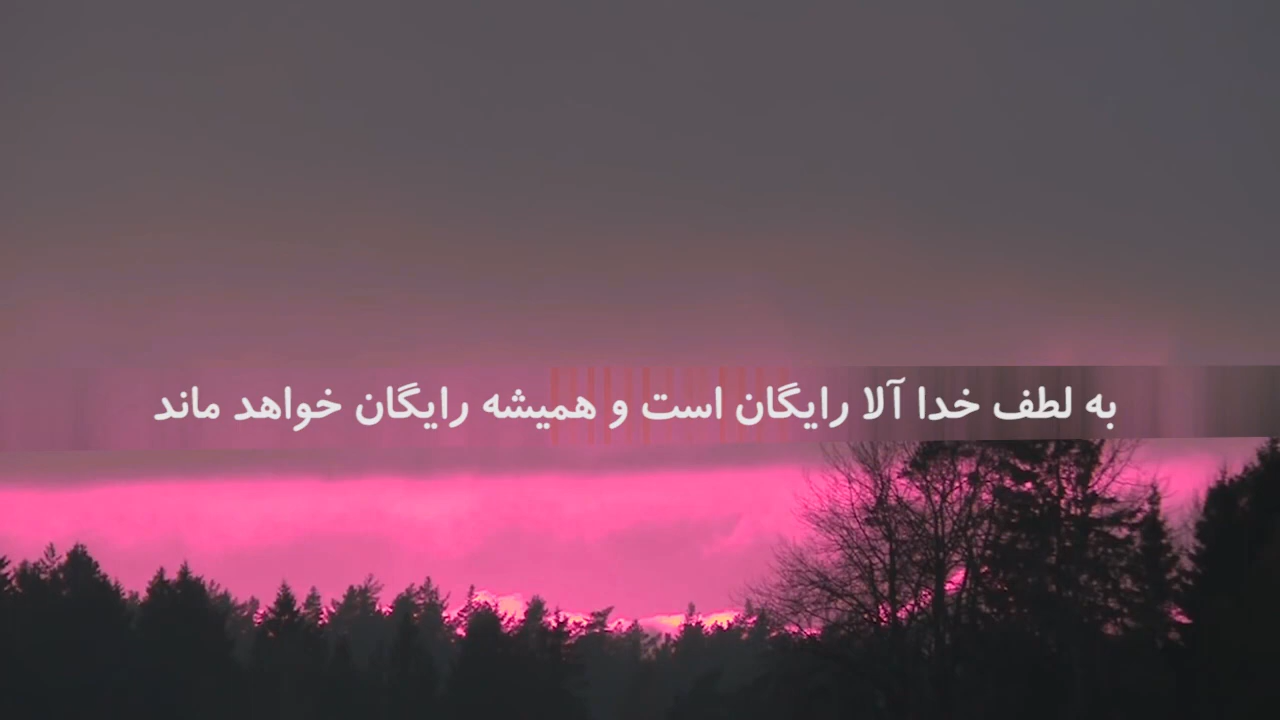 به لطف خدا آلا رایگان است و همیشه رایگان خواهد ماند